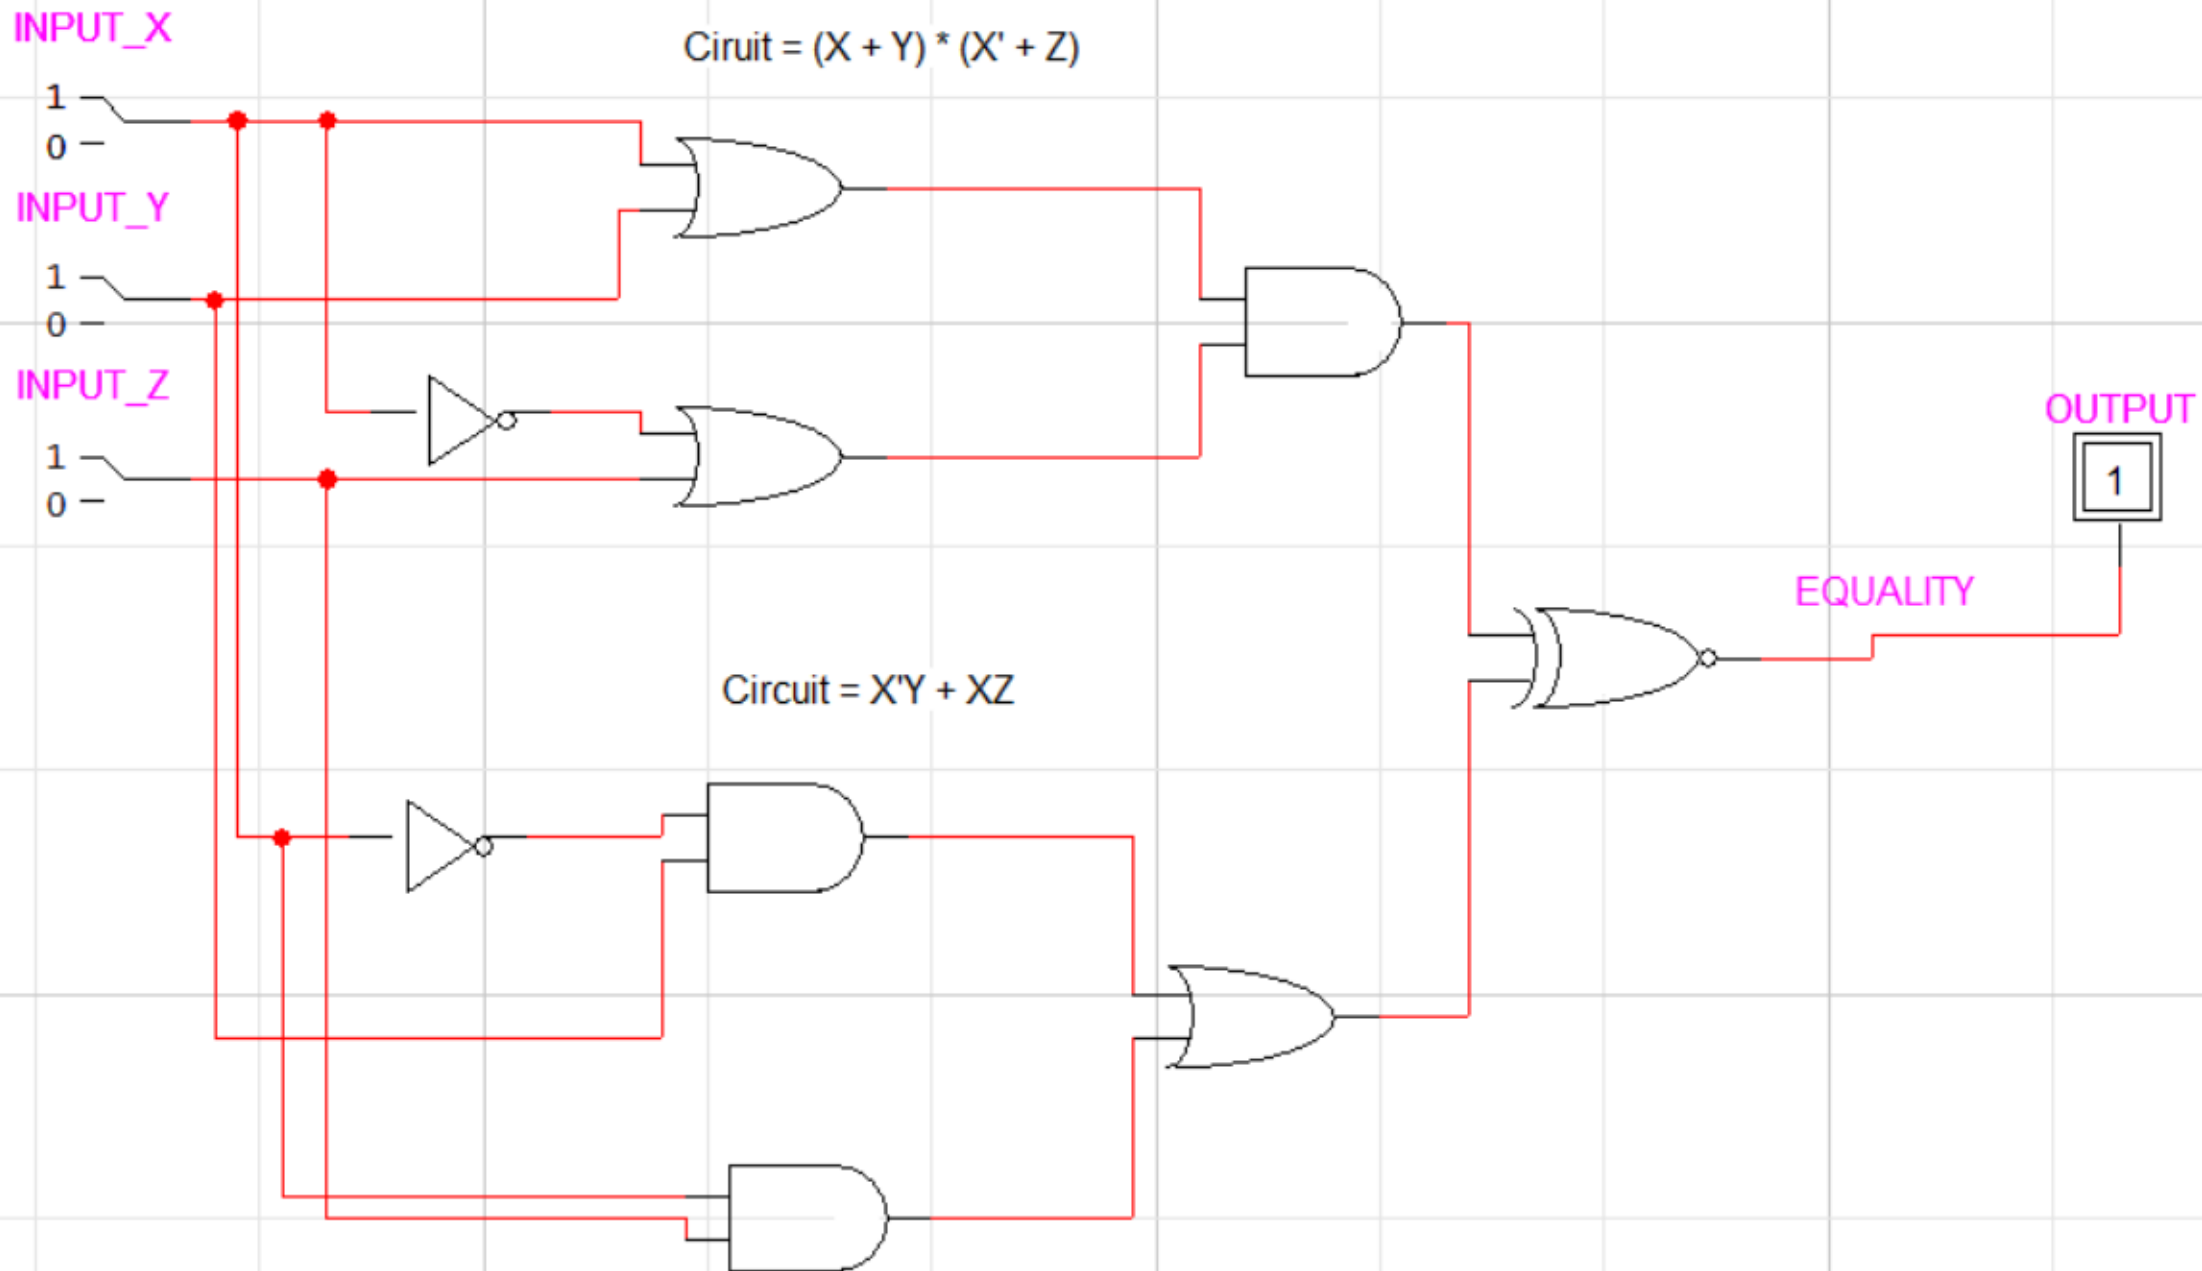 INPUT_X
Ciruit = (X + Y) * (X' + Z)
1
0
INPUT_Y
1
0
INPUT_Z
1
0
OUTPUT
1
EQUALITY
Circuit = X'Y + XZ